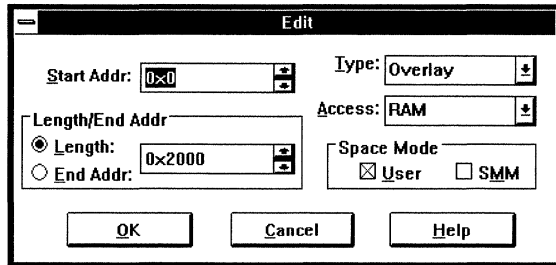 Edit
Start Addr: 0x0
Type: Overlay
Access: RAM
Length/End Addr
Length:
End Addr:
0x2000
Space Mode
User SMM
OK Cancel Help